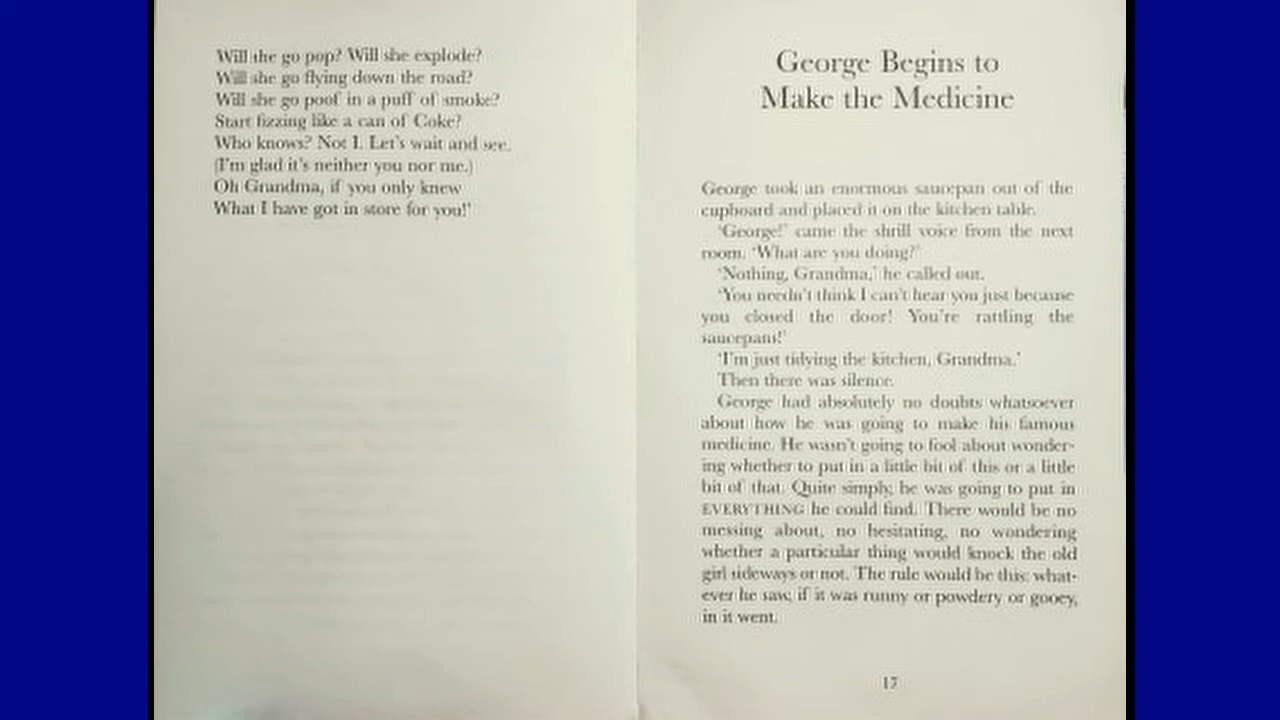 Will she go pop? Will she explode?
Will she go flying down the road?
Will she go poof in a puff of smoke?
Start fizzing like a can of Coke?
Who knows? Not I. Let's wait and see.
(I'm glad it's neither you nor me.)
Oh Grandma, if you only knew
What I have got in store for you!'
George Begins to
Make the Medicine
George took an enormous saucepan out of the
cupboard and placed it on the kitchen table.
'George!' came the shrill voice from the next
room. 'What are you doing?'
'Nothing, Grandma,' he called out.
'You needn't think I can't hear you just because
you closed the door! You're rattling the
saucepans!'
'I'm just tidying the kitchen, Grandma.'
Then there was silence.
George had absolutely no doubts whatsoever
about how he was going to make his famous
medicine. He wasn't going to fool about wonder-
ing whether to put in a little bit of this or a little
bit of that. Quite simply, he was going to put in
EVERYTHING he could find. There would be no
messing about, no hesitating, no wondering
whether a particular thing would knock the old
girl sideways or not. The rule would be this: what-
ever he saw, if it was runny or powdery or gooey,
in it went.
17